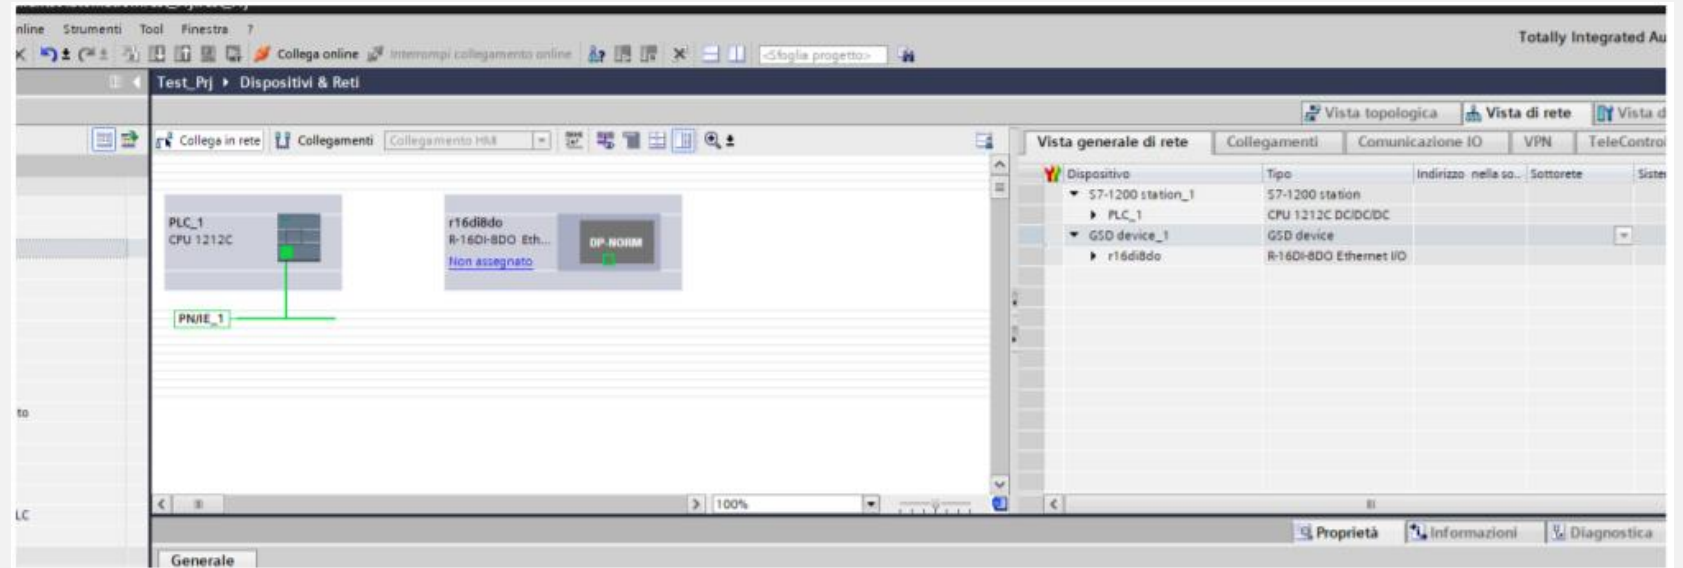 nline Strumenti Tool Finestra ?
Totally Integrated Au
Collega online Interrompi collegamento online <Sfoglia progetto>
Test_Prj Dispositivi & Reti
Vista topologica Vista di rete Vista d
Collega in rete Collegamenti Collegamento HMI
Vista generale di rete Collegamenti Comunicazione IO VPN TeleControl
Dispositivo Tipo Indirizzo nella so... Sottorete Sister
S7-1200 station_1 S7-1200 station
PLC_1 CPU 1212C DC/DC/DC
GSD device_1 GSD device
r16di8do R-16DI-8DO Ethernet I/O
PLC_1
CPU 1212C
r16di8do
R-16DI-8DO Eth...
Non assegnato
DP-NORM
PN/IE_1
to
LC
100%
Proprietà Informazioni Diagnostica
Generale